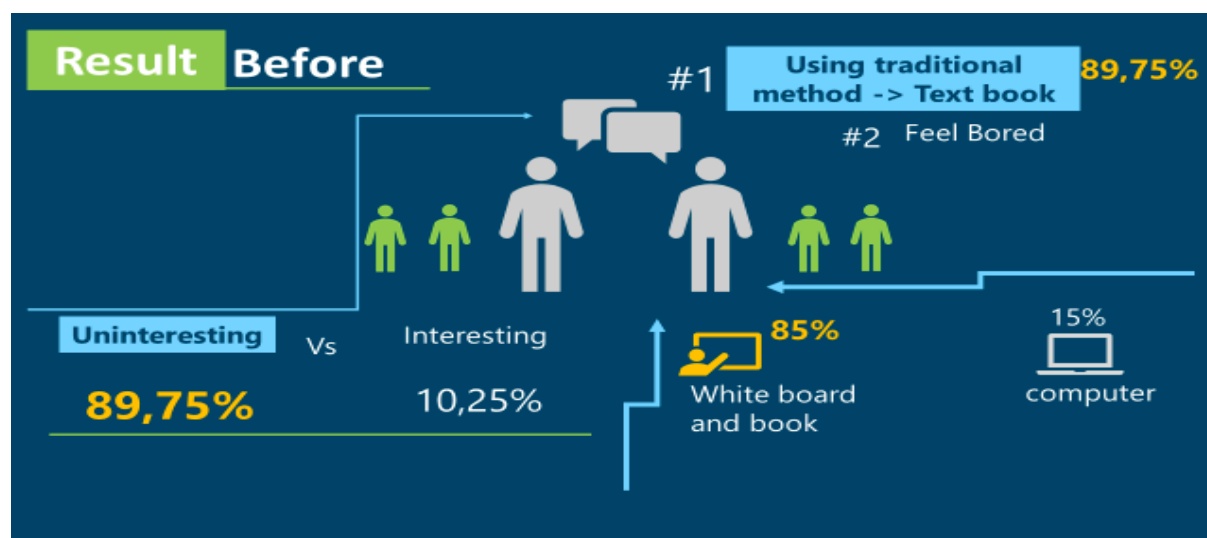 Result Before
#1 Using traditional method -> Text book 89,75%
#2 Feel Bored
Uninteresting Vs Interesting
89,75% 10,25%
85%
White board
and book
15%
computer